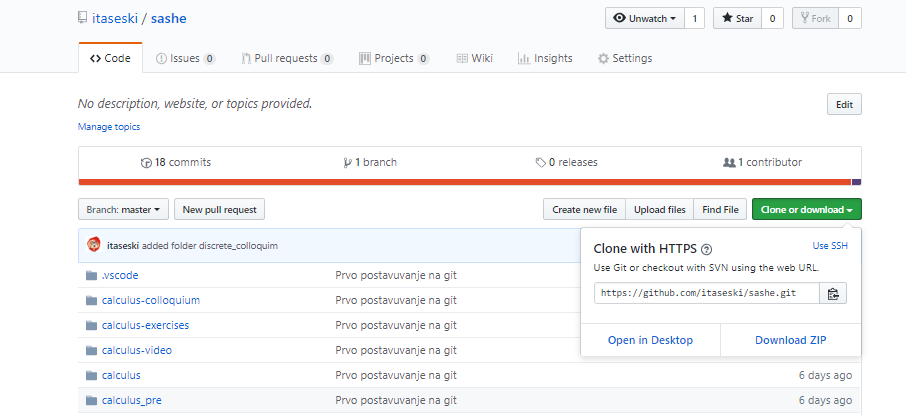 itaseski / sashe
Unwatch 1 Star 0 Fork 0
Code Issues 0 Pull requests 0 Projects 0 Wiki Insights Settings
No description, website, or topics provided.
Edit
Manage topics
18 commits 1 branch 0 releases 1 contributor
Branch: master New pull request Create new file Upload files Find File Clone or download
itaseski added folder discrete_colloquim
.vscode Prvo postavuvanje na git
calculus-colloquium Prvo postavuvanje na git
calculus-exercises Prvo postavuvanje na git
calculus-video Prvo postavuvanje na git
calculus Prvo postavuvanje na git 6 days ago
calculus_pre Prvo postavuvanje na git 6 days ago
Clone with HTTPS ? Use SSH
Use Git or checkout with SVN using the web URL.
https://github.com/itaseski/sashe.git
Open in Desktop Download ZIP